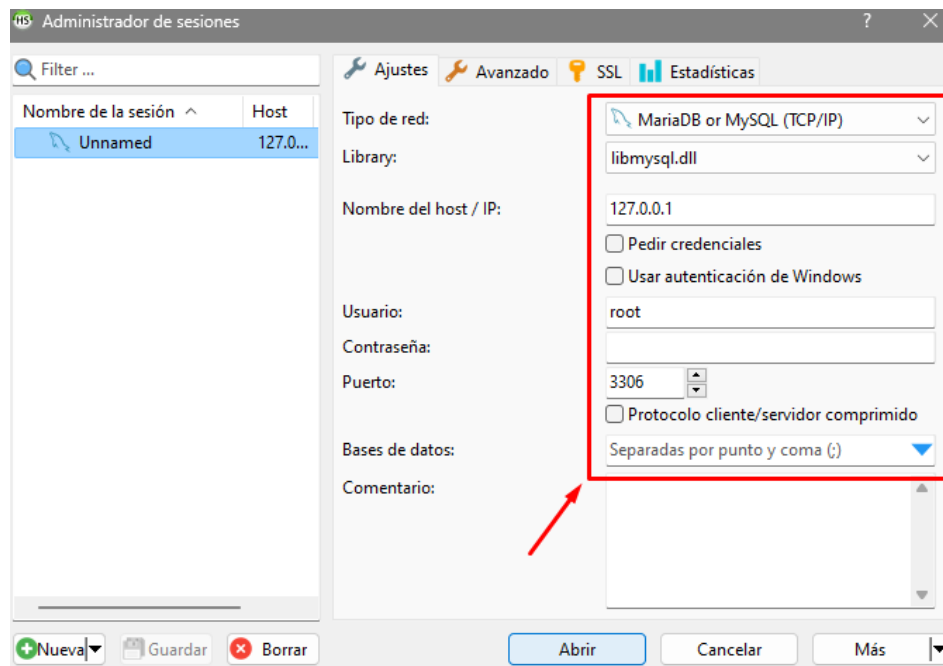 HS Administrador de sesiones ?
Filter ...
Nombre de la sesión Host
Unnamed 127.0...
Ajustes Avanzado SSL Estadísticas
Tipo de red: MariaDB or MySQL (TCP/IP)
Library: libmysql.dll
Nombre del host / IP: 127.0.0.1
Pedir credenciales
Usar autenticación de Windows
Usuario: root
Contraseña:
Puerto: 3306
Protocolo cliente/servidor comprimido
Bases de datos: Separadas por punto y coma (;)
Comentario:
Nueva Guardar Borrar Abrir Cancelar Más